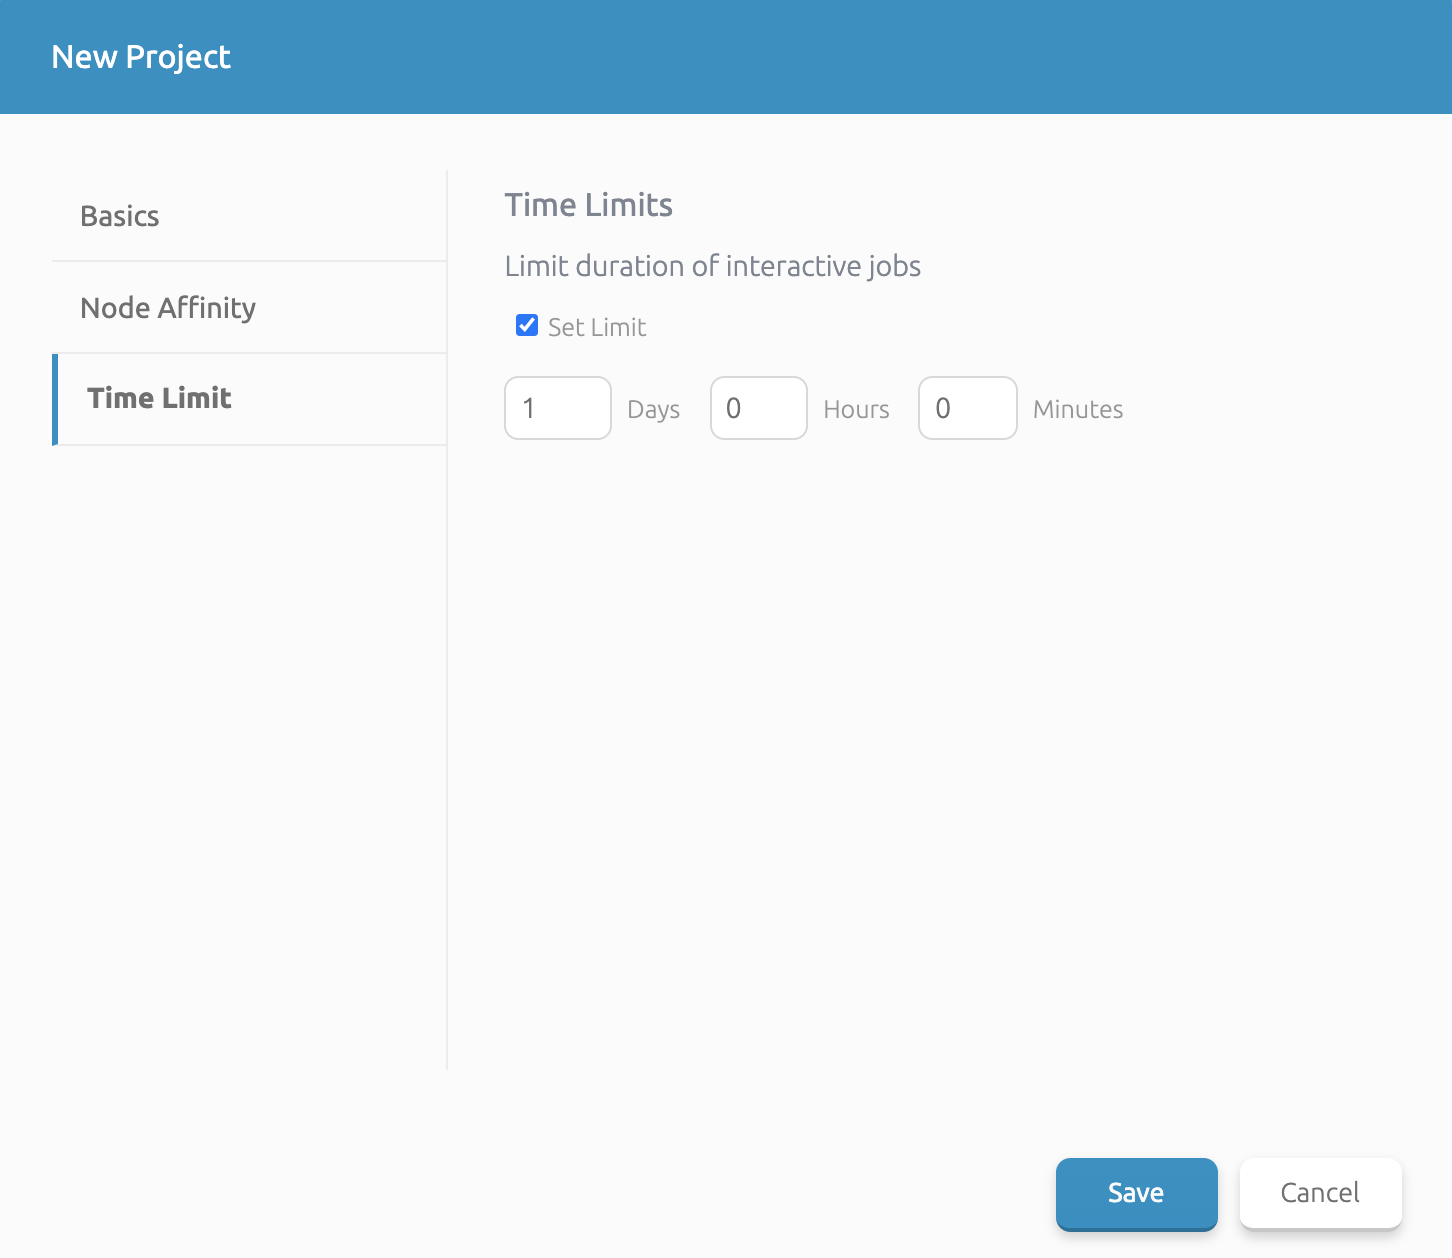 New Project
Basics
Node Affinity
Time Limit
Time Limits
Limit duration of interactive jobs
Set Limit
1 Days 0 Hours 0 Minutes
Save Cancel